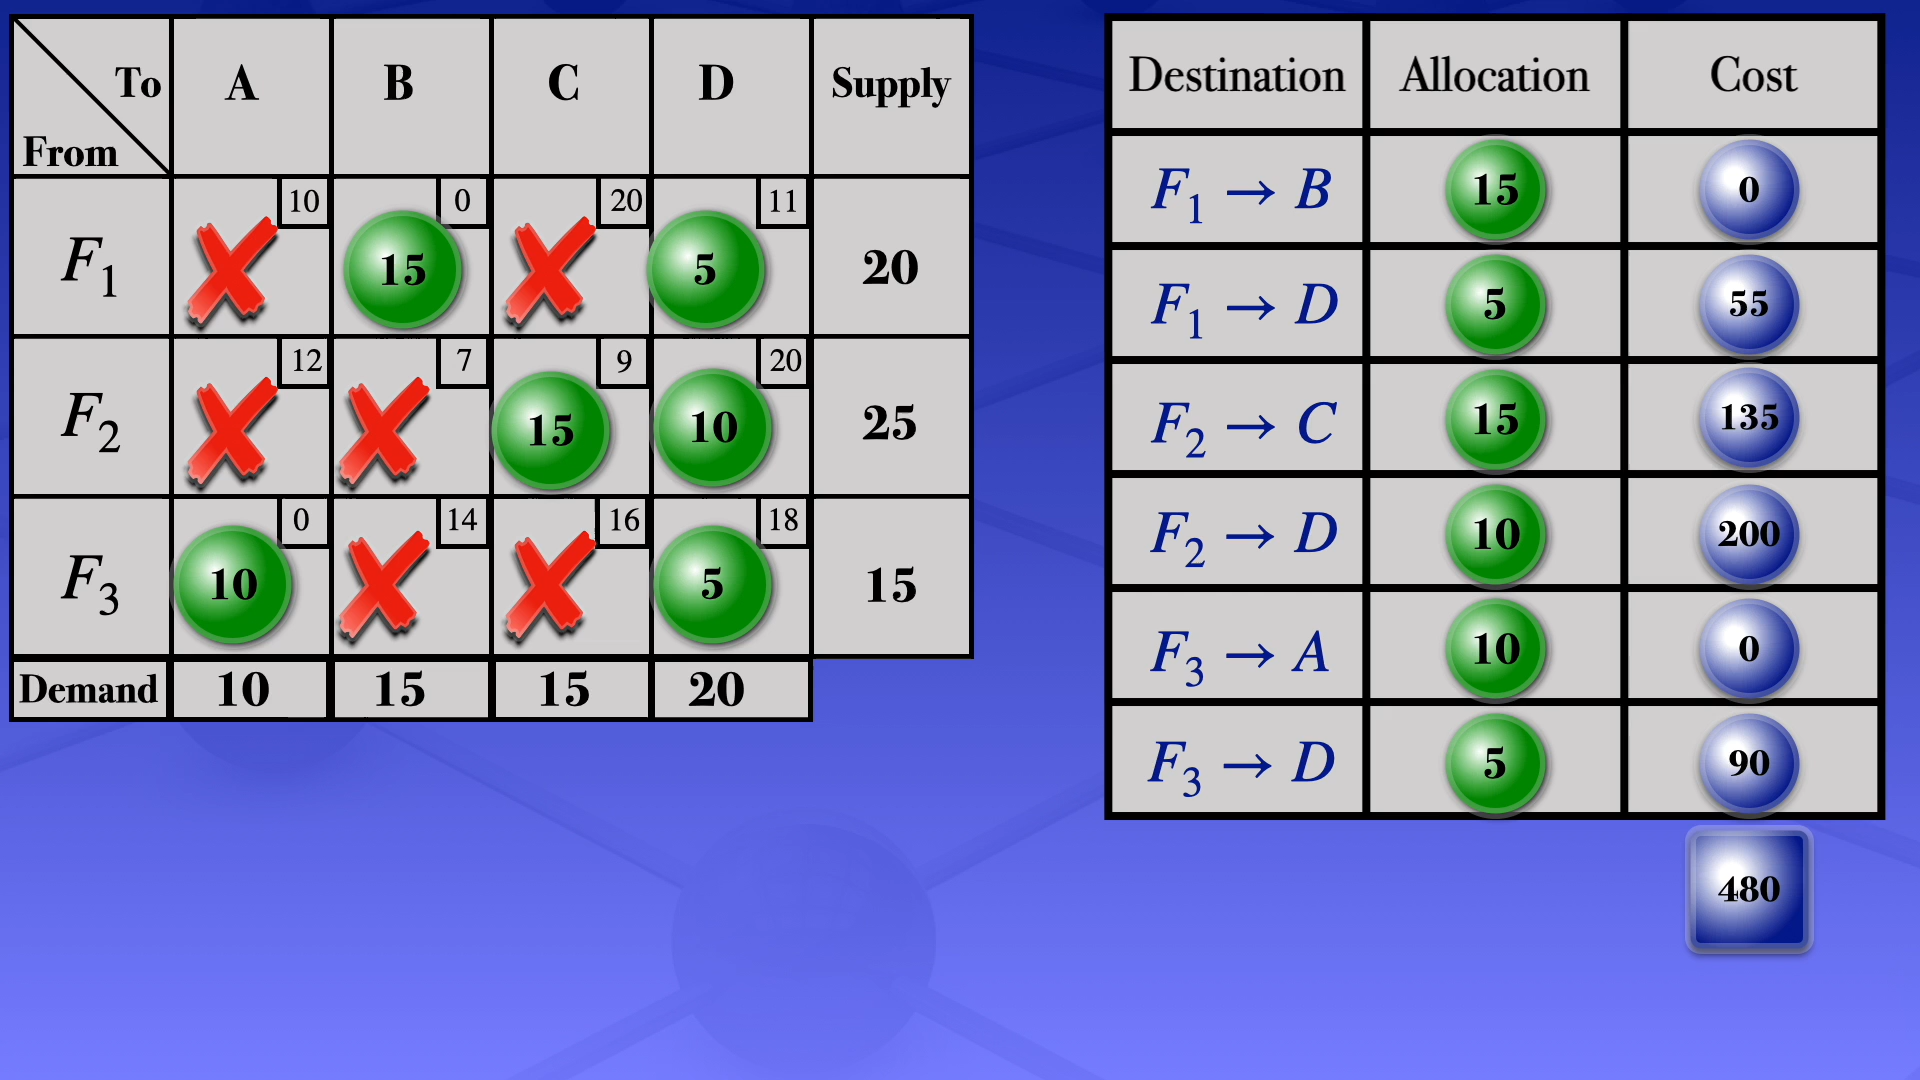 To A B C D Supply
From
10 0 20 11
F1 15 5 20
12 7 9 20
F2 15 10 25
0 14 16 18
F3 10 5 15
Demand 10 15 15 20
Destination Allocation Cost
F1 → B 15 0
F1 → D 5 55
F2 → C 15 135
F2 → D 10 200
F3 → A 10 0
F3 → D 5 90
480